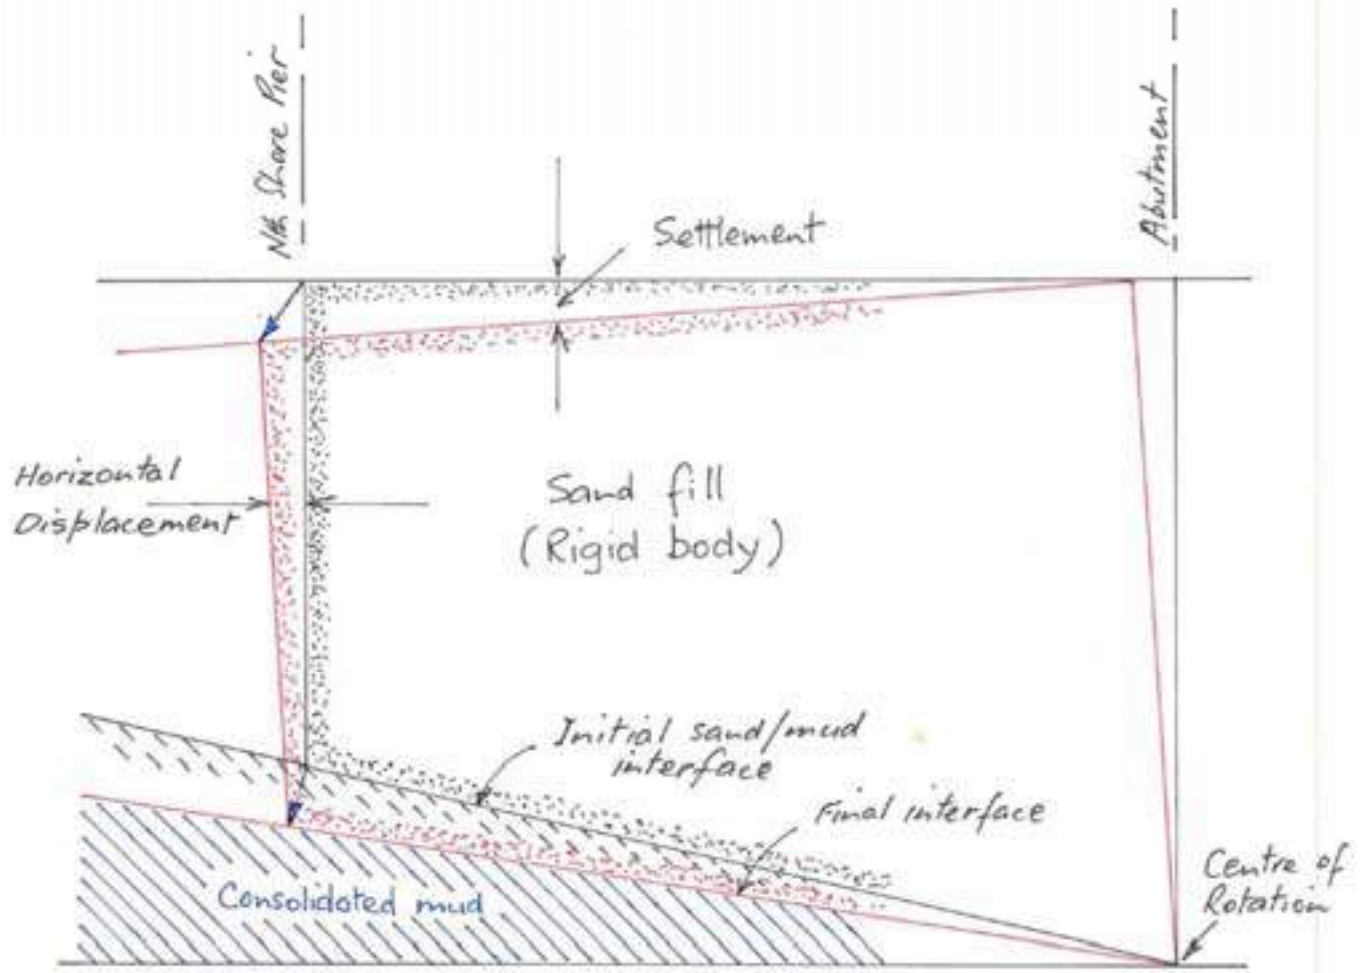 Nth Shore Pier
Abutment
Settlement
Horizontal
Displacement
Sand fill
(Rigid body)
Initial sand/mud
interface
Final interface
Consolidated mud
Centre of
Rotation